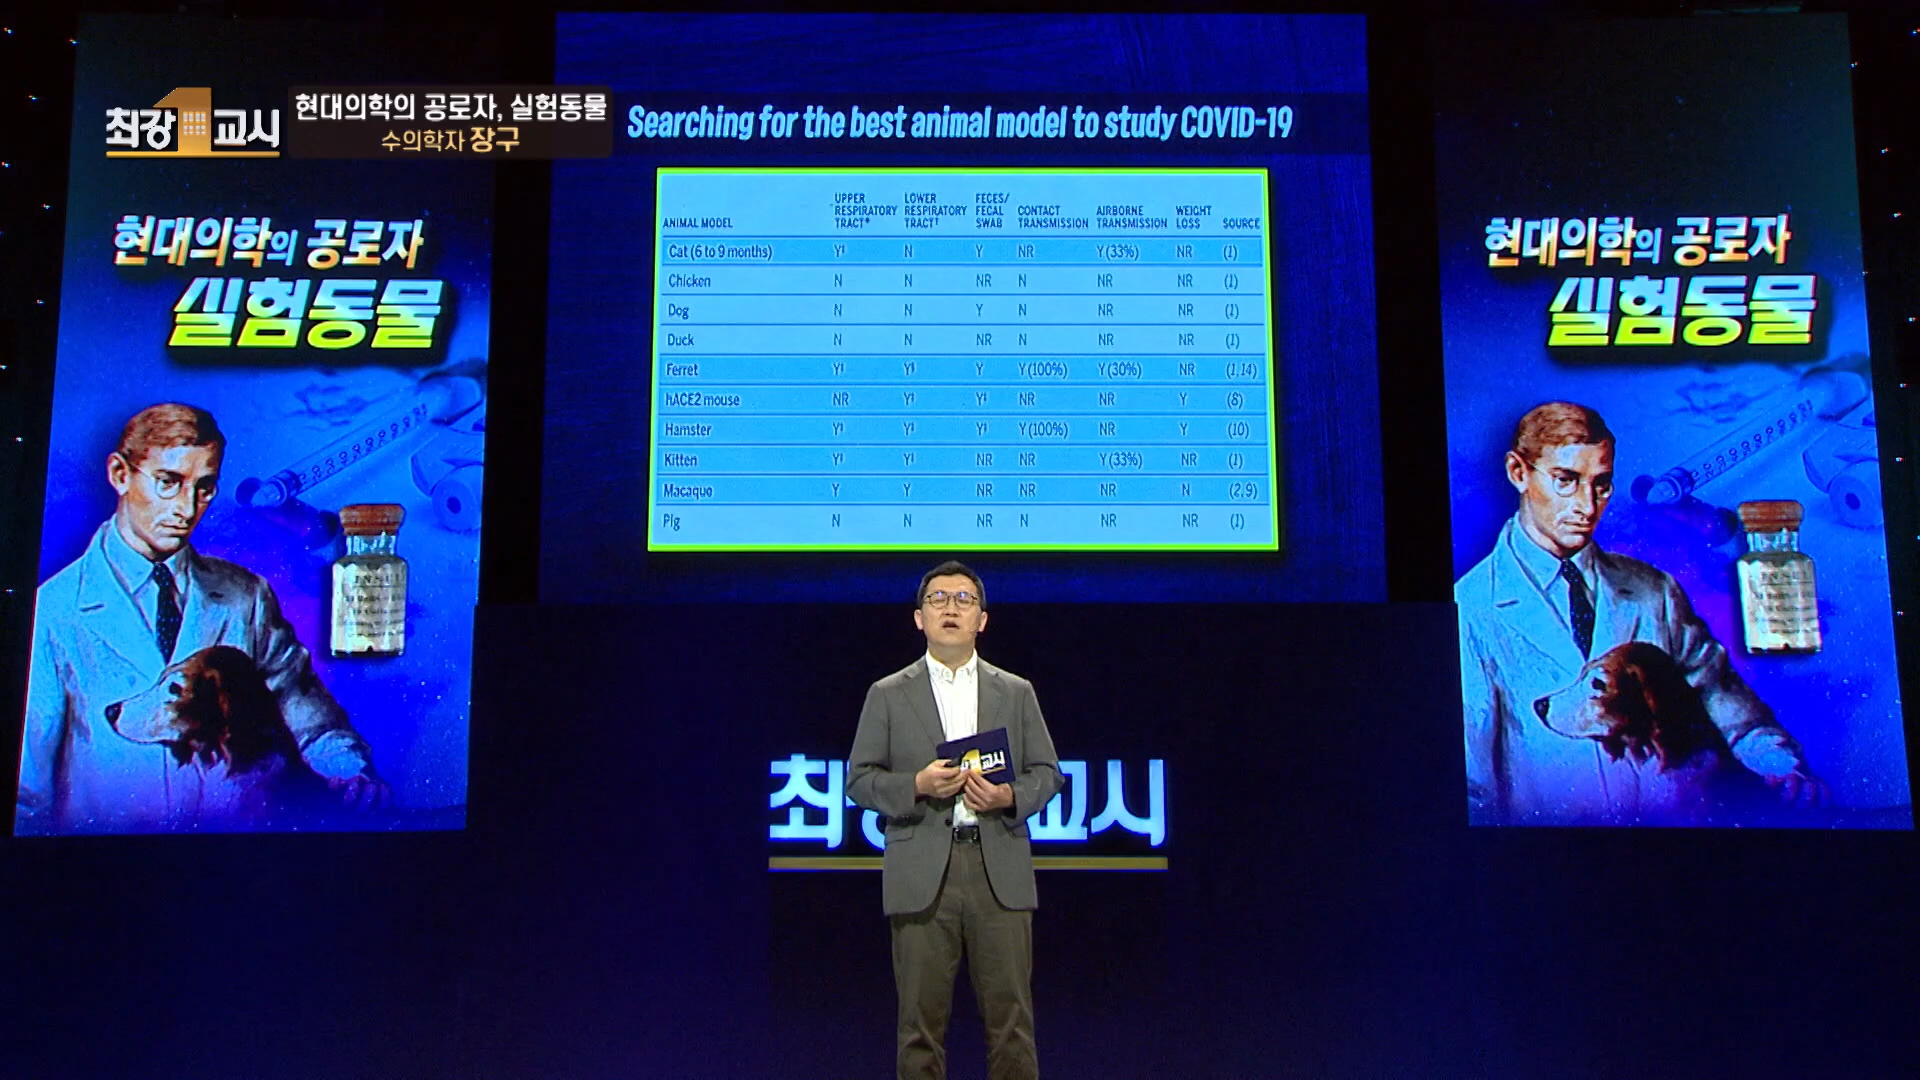 최강1교시
현대의학의 공로자, 실험동물
수의학자 장구
Searching for the best animal model to study COVID-19
ANIMAL MODEL UPPER RESPIRATORY TRACT* LOWER RESPIRATORY TRACT† FECES/ FECAL SWAB CONTACT TRANSMISSION AIRBORNE TRANSMISSION WEIGHT LOSS SOURCE
Cat (6 to 9 months) Y‡ N Y NR Y (33%) NR (1)
Chicken N N NR N NR NR (1)
Dog N N Y N NR NR (1)
Duck N N NR N NR NR (1)
Ferret Y‡ Y‡ Y Y (100%) Y (30%) NR (1,14)
hACE2 mouse NR Y‡ Y‡ NR NR Y (8)
Hamster Y‡ Y‡ Y‡ Y (100%) NR Y (10)
Kitten Y‡ Y‡ NR NR Y (33%) NR (1)
Macaque Y Y NR NR NR N (2,9)
Pig N N NR N NR NR (1)
현대의학의 공로자
실험동물
현대의학의 공로자
실험동물
최강 교시
교시